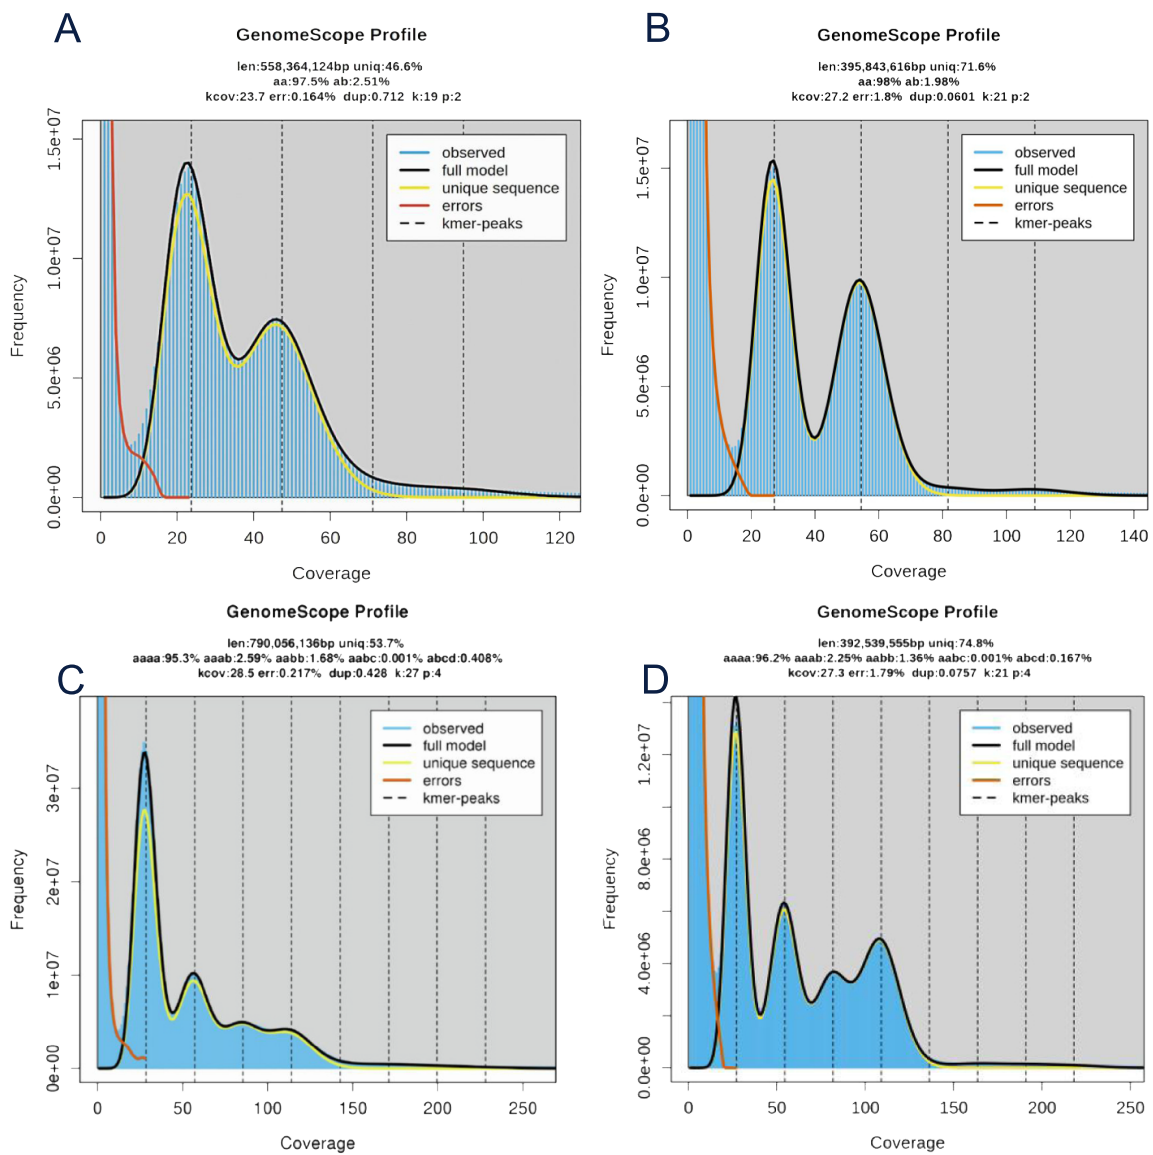 A
GenomeScope Profile
len:558,364,124bp uniq:46.6%
aa:97.5% ab:2.51%
kcov:23.7 err:0.164% dup:0.712 k:19 p:2
Frequency
1.5e+07
1.0e+07
5.0e+06
0.0e+00
observed
full model
unique sequence
errors
kmer-peaks
0 20 40 60 80 100 120
Coverage
B
GenomeScope Profile
len:395,843,616bp uniq:71.6%
aa:98% ab:1.98%
kcov:27.2 err:1.8% dup:0.0601 k:21 p:2
Frequency
1.5e+07
1.0e+07
5.0e+06
0.0e+00
observed
full model
unique sequence
errors
kmer-peaks
0 20 40 60 80 100 120 140
Coverage
C
GenomeScope Profile
len:790,056,136bp uniq:53.7%
aaaa:95.3% aaab:2.59% aabb:1.68% aabc:0.001% abcd:0.408%
kcov:28.5 err:0.217% dup:0.428 k:27 p:4
Frequency
3e+07
2e+07
1e+07
0e+00
observed
full model
unique sequence
errors
kmer-peaks
0 50 100 150 200 250
Coverage
D
GenomeScope Profile
len:392,539,555bp uniq:74.8%
aaaa:96.2% aaab:2.25% aabb:1.36% aabc:0.001% abcd:0.167%
kcov:27.3 err:1.79% dup:0.0757 k:21 p:4
Frequency
1.2e+07
8.0e+06
4.0e+06
0.0e+00
observed
full model
unique sequence
errors
kmer-peaks
0 50 100 150 200 250
Coverage